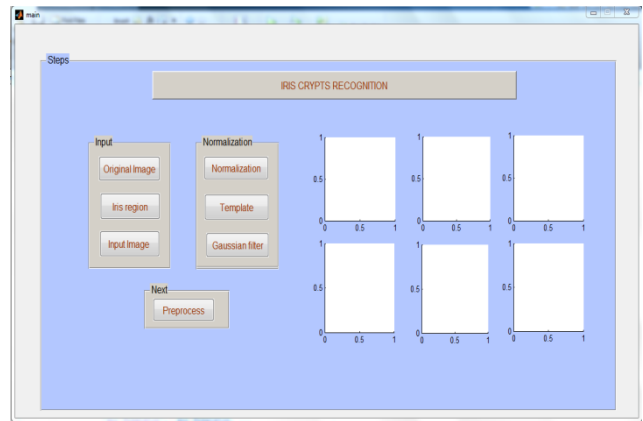 main
Steps
IRIS CRYPTS RECOGNITION
Input
Original Image
Iris region
Input Image
Normalization
Normalization
Template
Gaussian filter
Next
Preprocess
1
0.5
0
0 0.5 1
1
0.5
0
0 0.5 1
1
0.5
0
0 0.5 1
1
0.5
0
0 0.5 1
1
0.5
0
0 0.5 1
1
0.5
0
0 0.5 1